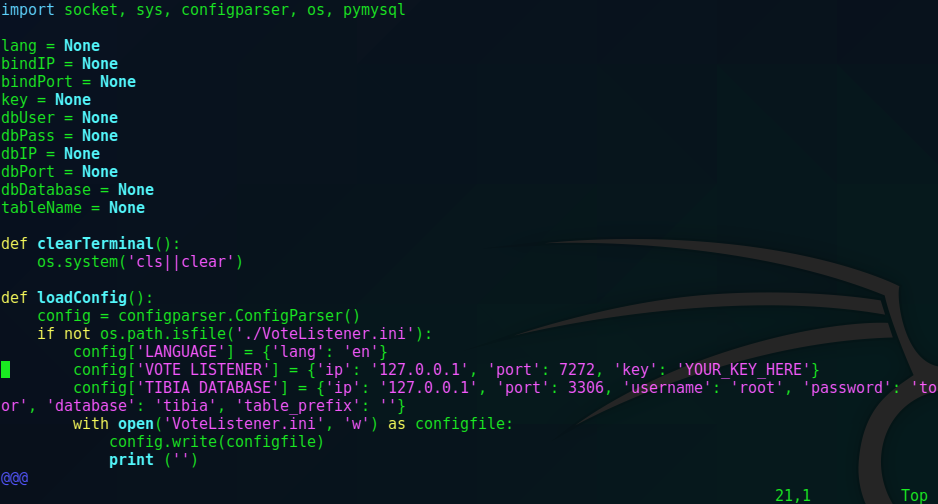 import socket, sys, configparser, os, pymysql
lang = None
bindIP = None
bindPort = None
key = None
dbUser = None
dbPass = None
dbIP = None
dbPort = None
dbDatabase = None
tableName = None
def clearTerminal():
    os.system('cls||clear')
def loadConfig():
    config = configparser.ConfigParser()
    if not os.path.isfile('./VoteListener.ini'):
        config['LANGUAGE'] = {'lang': 'en'}
        config['VOTE LISTENER'] = {'ip': '127.0.0.1', 'port': 7272, 'key': 'YOUR_KEY_HERE'}
        config['TIBIA DATABASE'] = {'ip': '127.0.0.1', 'port': 3306, 'username': 'root', 'password': 'to
or', 'database': 'tibia', 'table_prefix': ''}
        with open('VoteListener.ini', 'w') as configfile:
            config.write(configfile)
            print ('')
@@@
21,1 Top